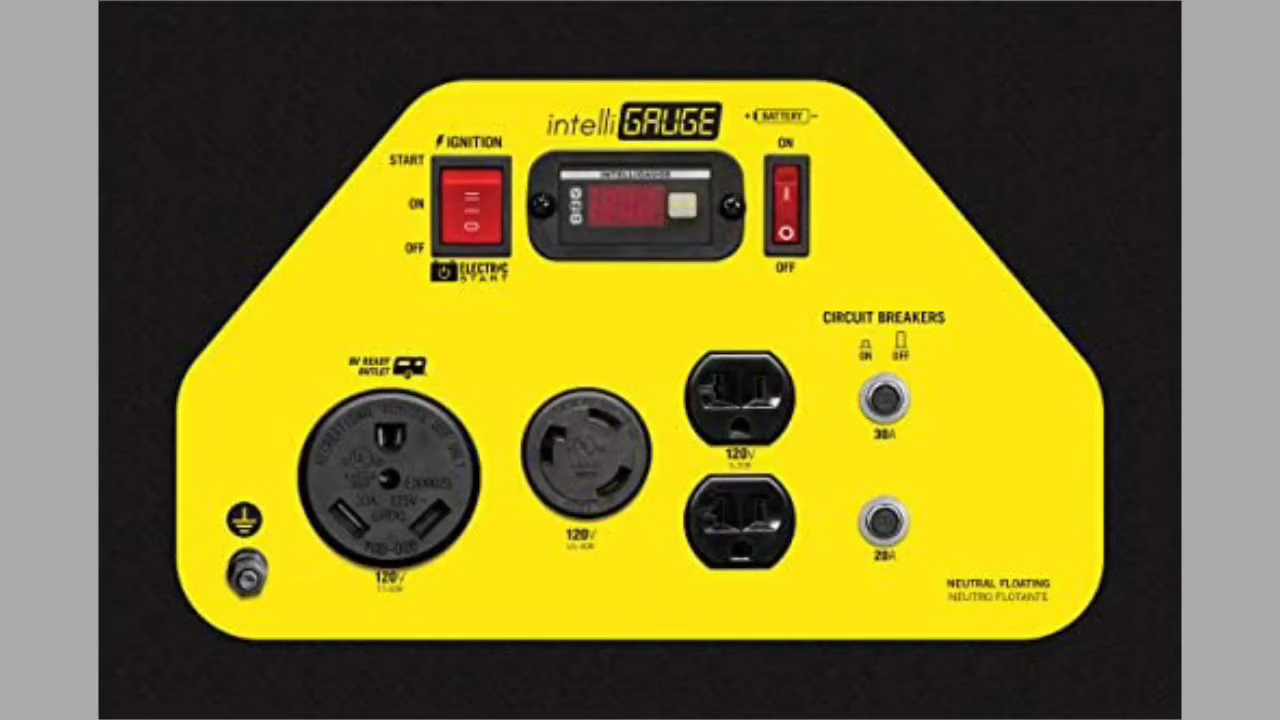 intelliGAUGE
+ BATTERY -
IGNITION
START
ON
OFF
ELECTRIC
START
INTELLIGAUGE
ON
OFF
CIRCUIT BREAKERS
ON OFF
30A
20A
RV READY
OUTLET
30A 125V~
120V
120V
120V
NEUTRAL FLOATING
NEUTRO FLOTANTE